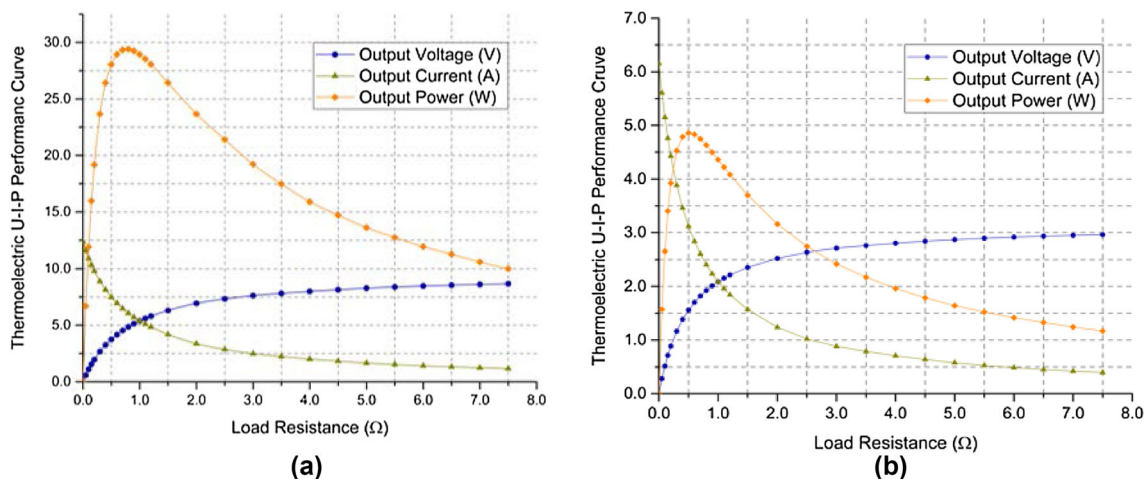 (a)
Thermoelectric U-I-P Performanc Curve
30.0
25.0
20.0
15.0
10.0
5.0
0.0
Output Voltage (V)
Output Current (A)
Output Power (W)
0.0 1.0 2.0 3.0 4.0 5.0 6.0 7.0 8.0
Load Resistance (Ω)
(a)
Thermoelectric U-I-P Performance Cruve
7.0
6.0
5.0
4.0
3.0
2.0
1.0
0.0
Output Voltage (V)
Output Current (A)
Output Power (W)
0.0 1.0 2.0 3.0 4.0 5.0 6.0 7.0 8.0
Load Resistance (Ω)
(b)